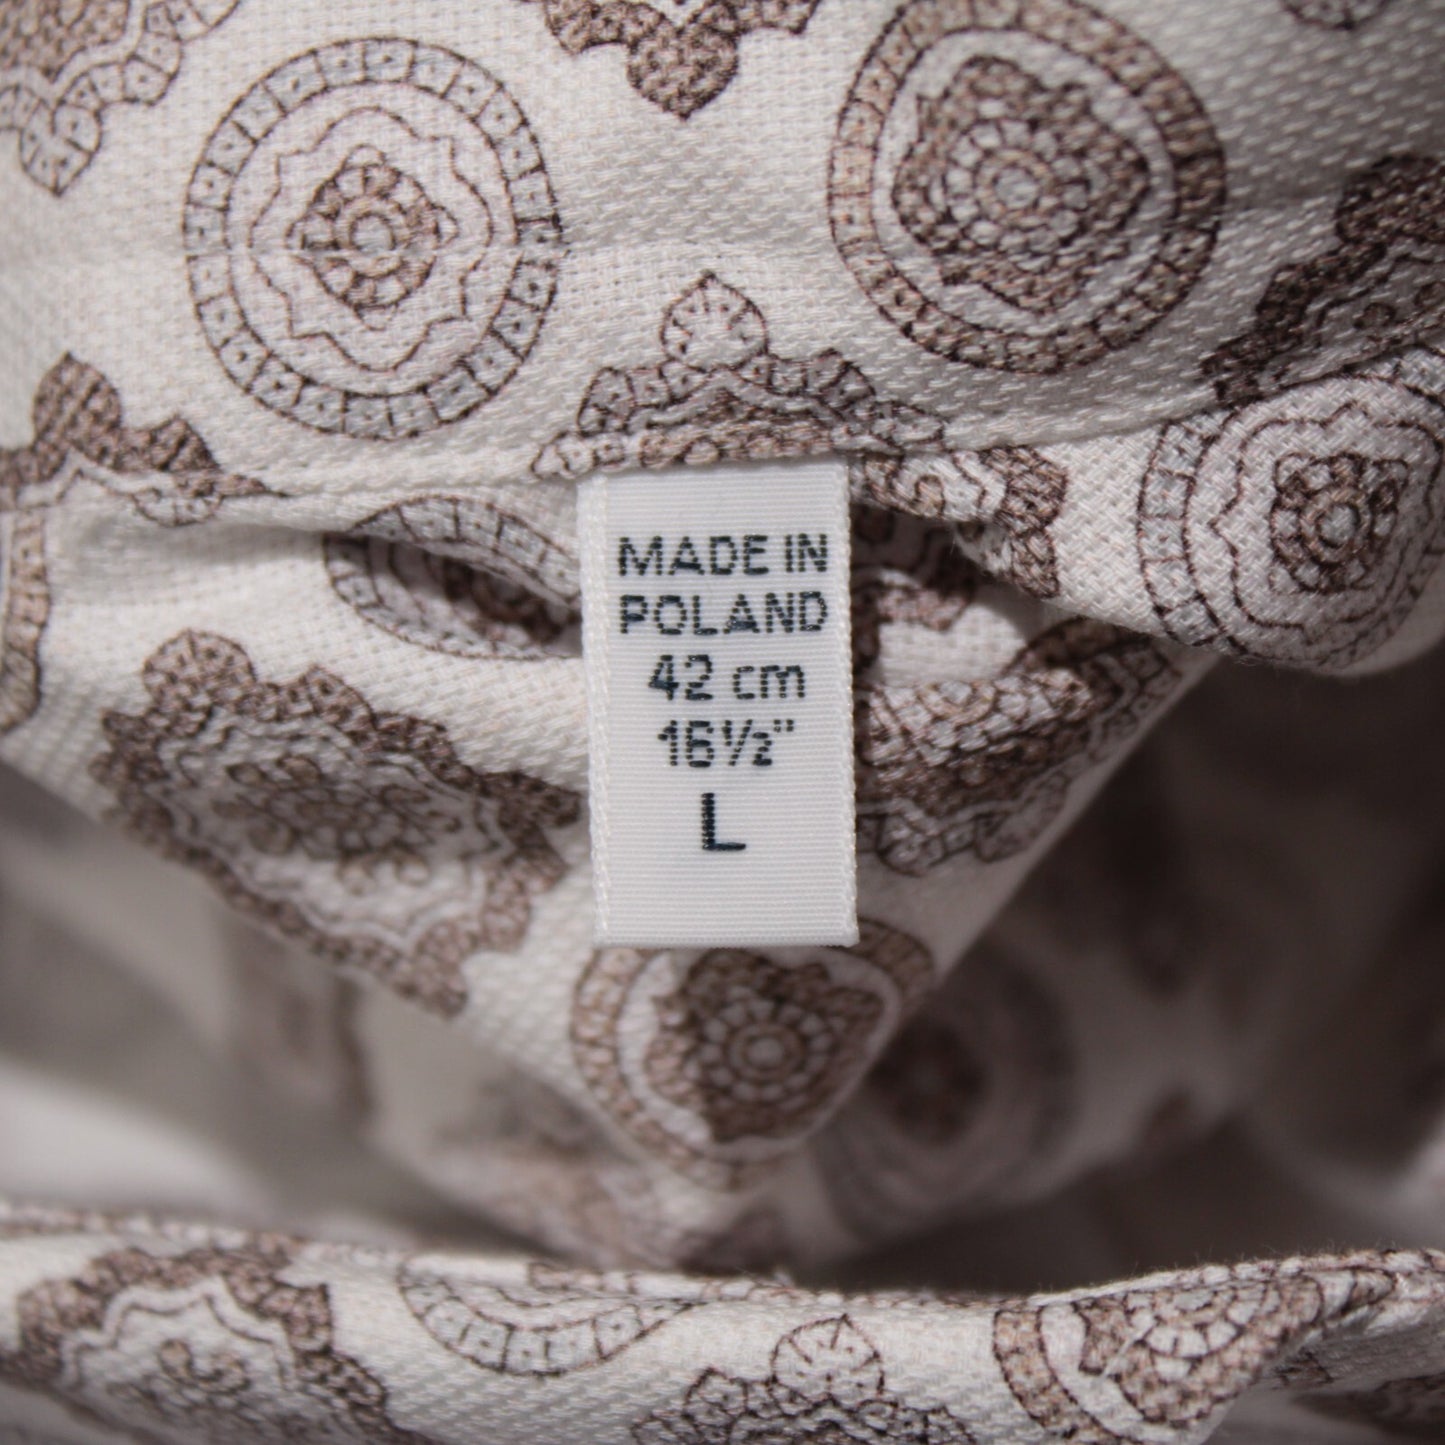 MADE IN
POLAND
42 cm
16½"
L